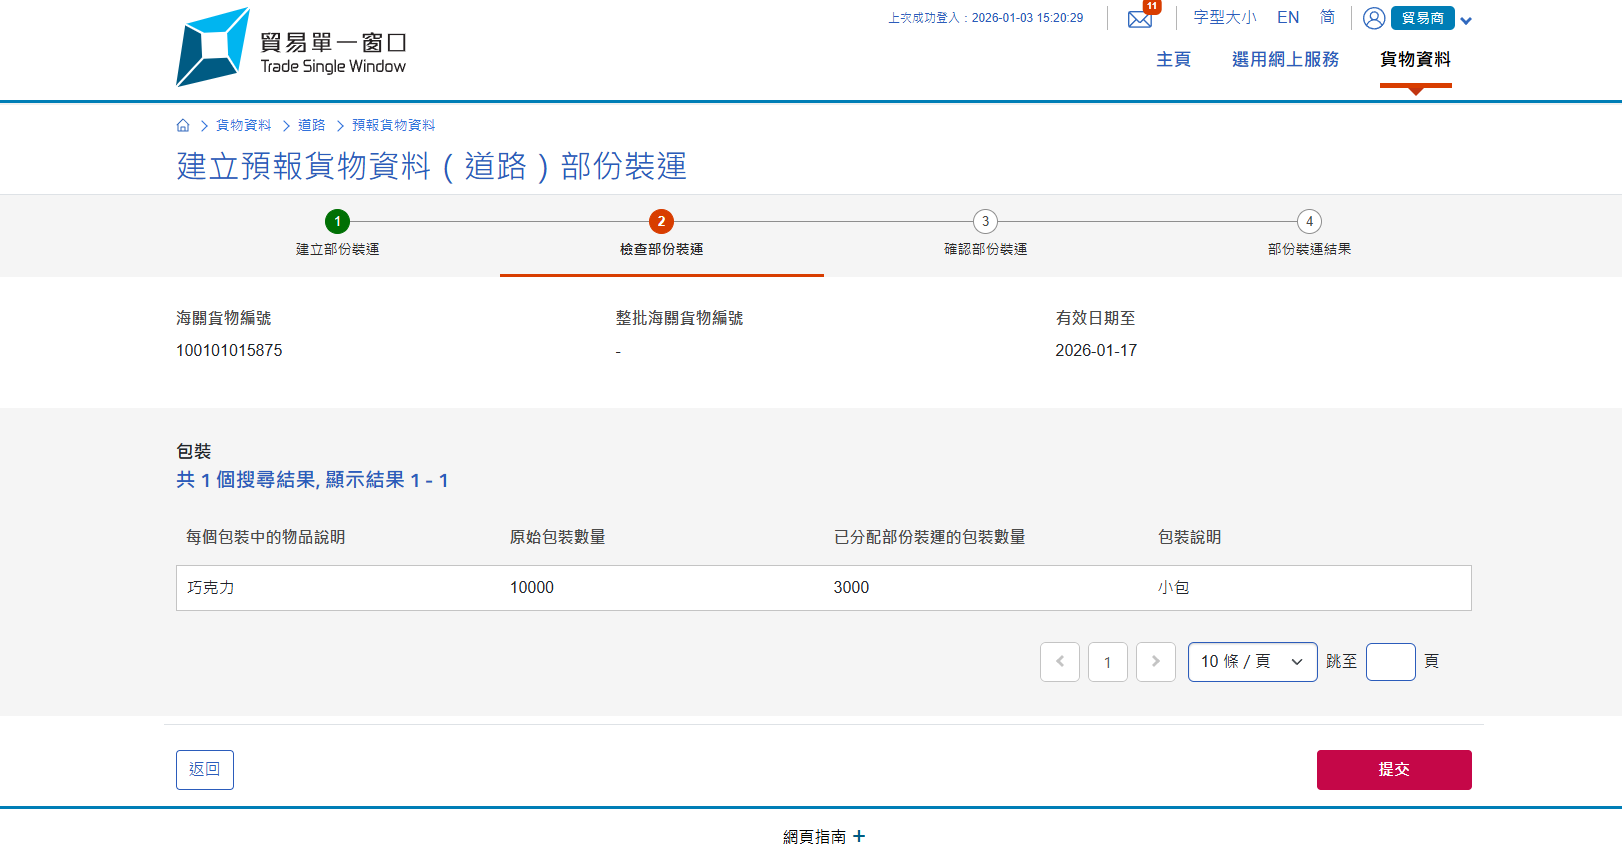 貿易單一窗口
Trade Single Window
上次成功登入：2026-01-03 15:20:29
11
字型大小
EN
简
貿易商
主頁
選用網上服務
貨物資料
貨物資料 > 道路 > 預報貨物資料
建立預報貨物資料 ( 道路 ) 部份裝運
1
建立部份裝運
2
檢查部份裝運
3
確認部份裝運
4
部份裝運結果
海關貨物編號
100101015875
整批海關貨物編號
-
有效日期至
2026-01-17
包裝
共 1 個搜尋結果, 顯示結果 1 - 1
每個包裝中的物品說明 原始包裝數量 已分配部份裝運的包裝數量 包裝說明
巧克力 10000 3000 小包
1 10 條 / 頁 跳至 頁
返回
提交
網頁指南 +